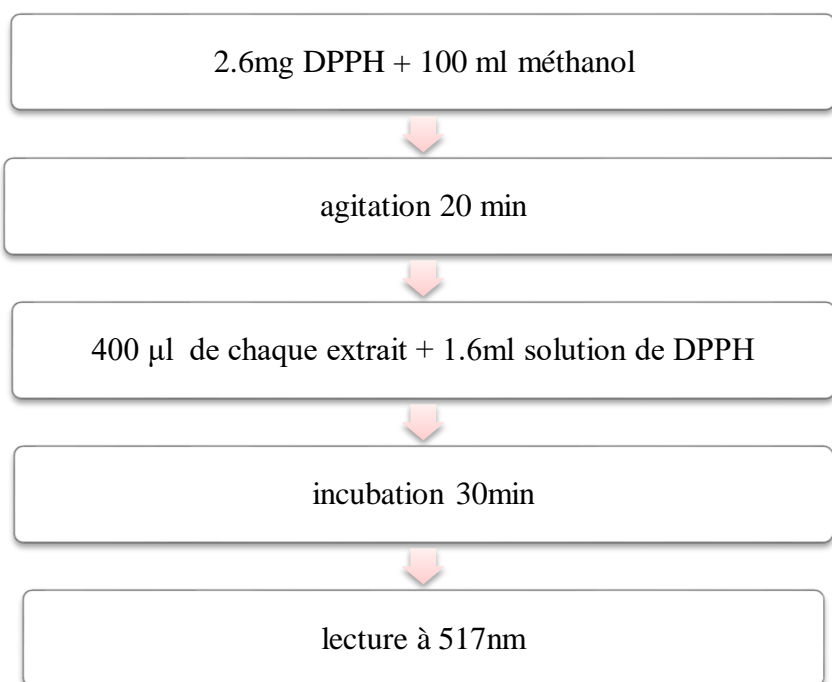 2.6mg DPPH + 100 ml méthanol
agitation 20 min
400 µl de chaque extrait + 1.6ml solution de DPPH
incubation 30min
lecture à 517nm